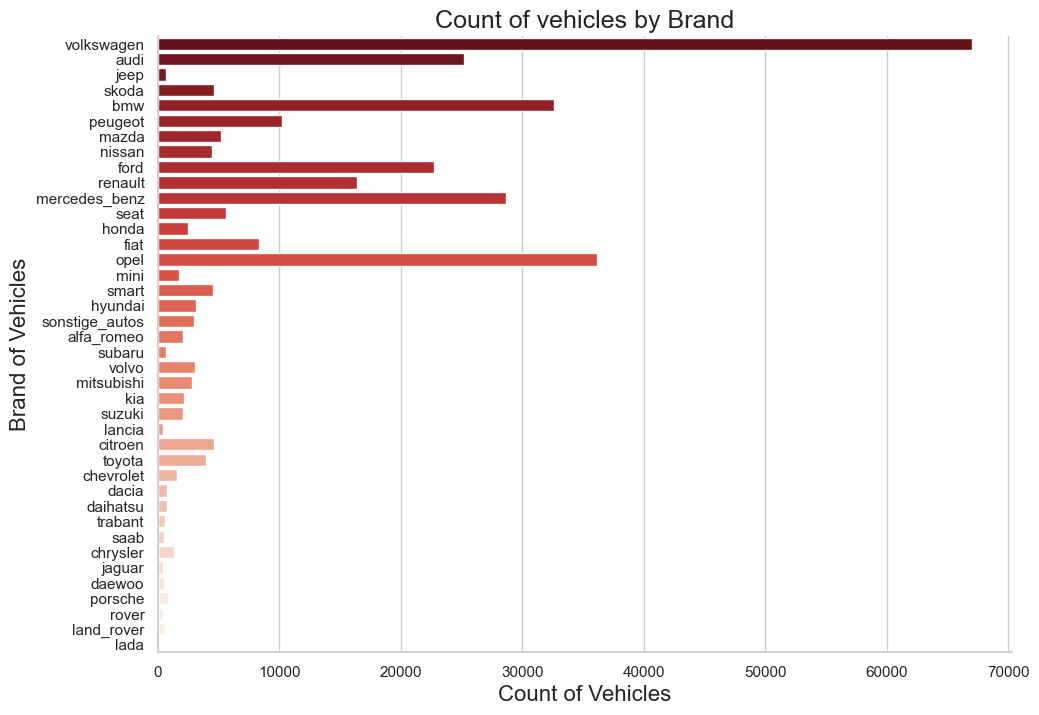 Count of vehicles by Brand
Brand of Vehicles
volkswagen
audi
jeep
skoda
bmw
peugeot
mazda
nissan
ford
renault
mercedes_benz
seat
honda
fiat
opel
mini
smart
hyundai
sonstige_autos
alfa_romeo
subaru
volvo
mitsubishi
kia
suzuki
lancia
citroen
toyota
chevrolet
dacia
daihatsu
trabant
saab
chrysler
jaguar
daewoo
porsche
rover
land_rover
lada
0 10000 20000 30000 40000 50000 60000 70000
Count of Vehicles